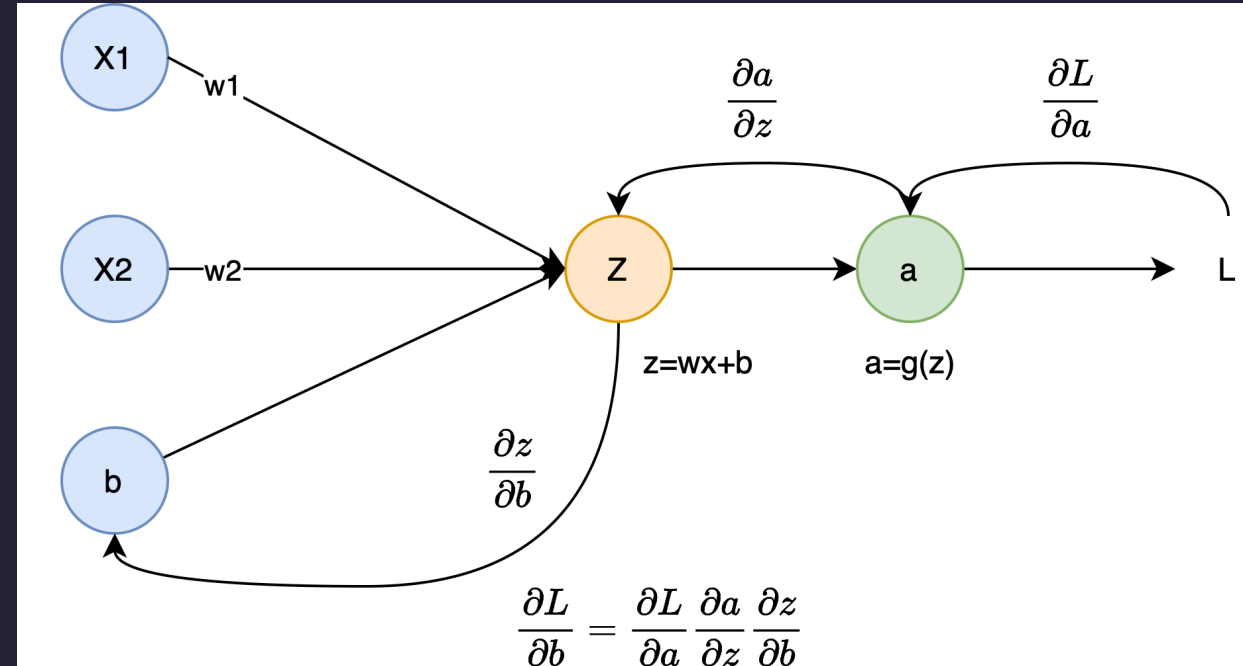 X1
w1
∂a/∂z
∂L/∂a
X2
w2
Z
a
L
z=wx+b
a=g(z)
∂z/∂b
b
∂L/∂b = ∂L/∂a ∂a/∂z ∂z/∂b